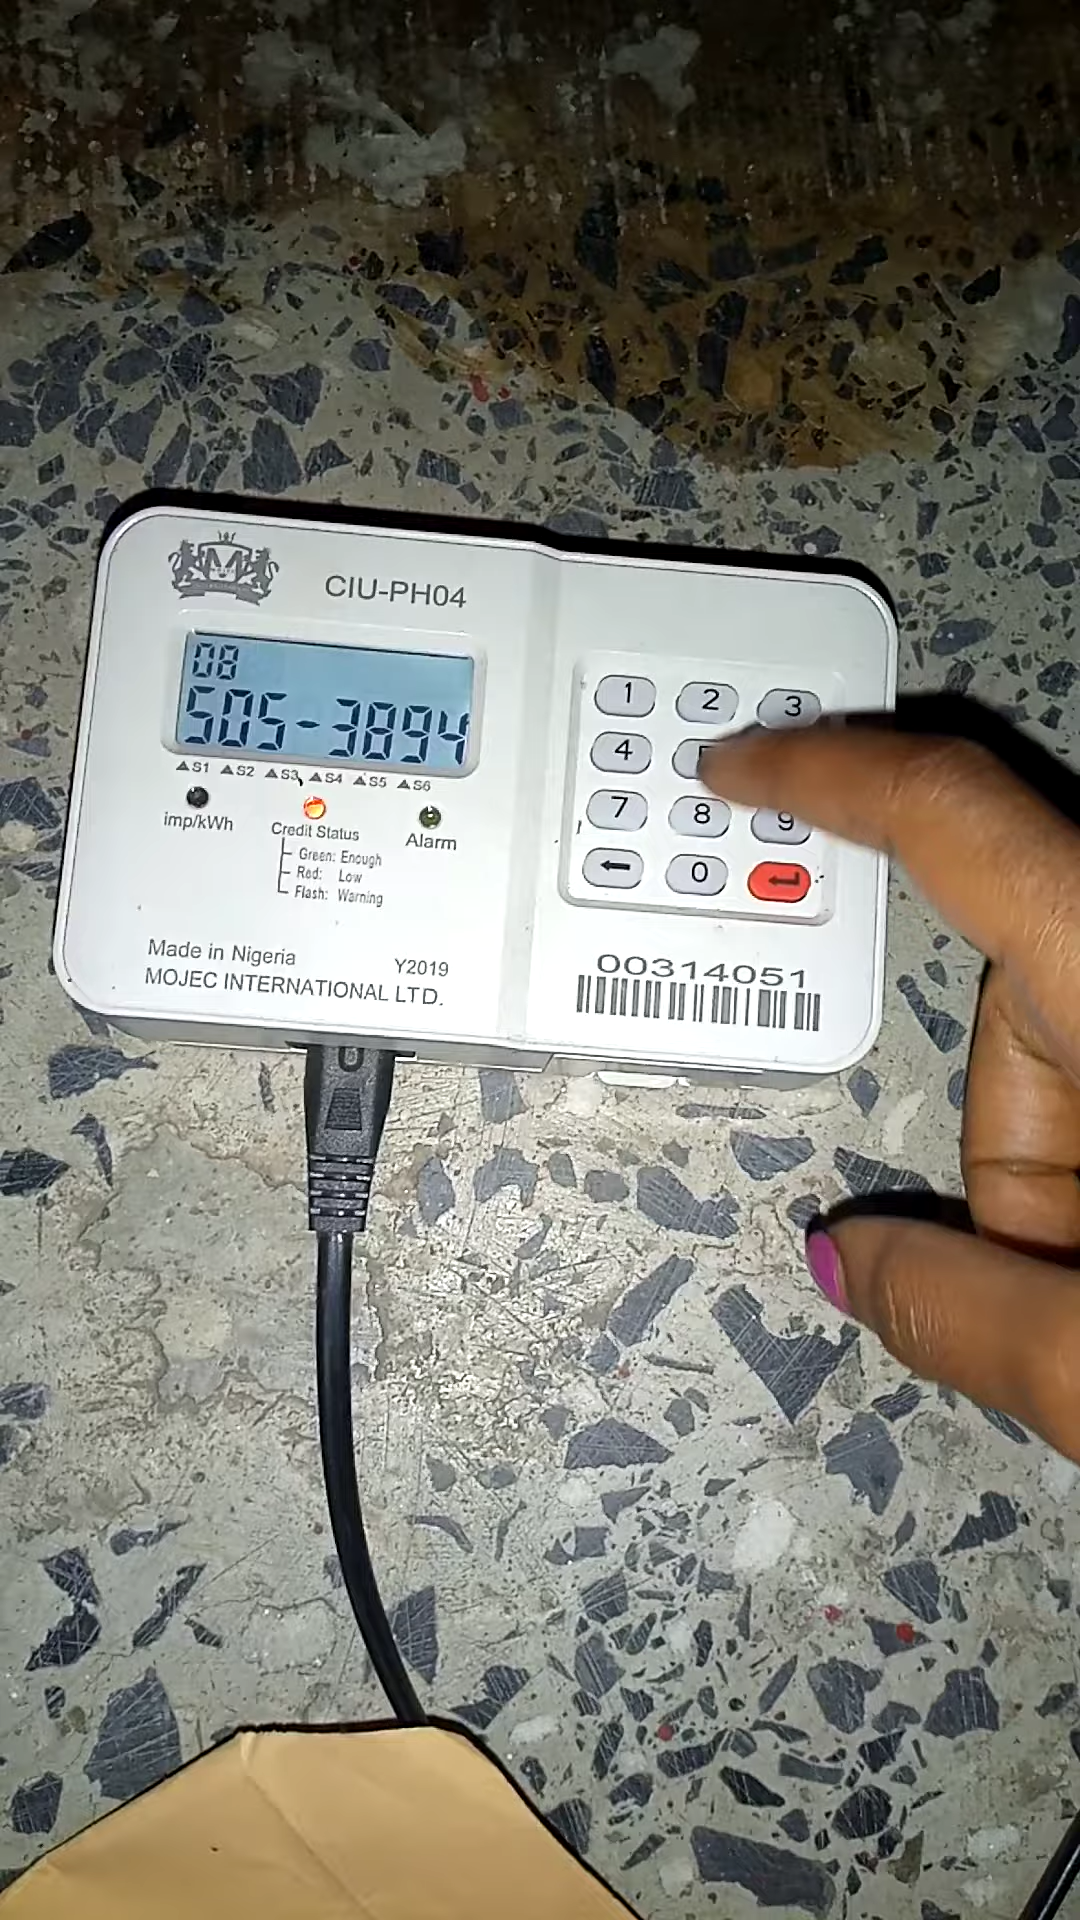 CIU-PH04
08
505-3894
▲S1 ▲S2 ▲S3 ▲S4 ▲S5 ▲S6
imp/kWh
Credit Status
Alarm
Green: Enough
Red: Low
Flash: Warning
Made in Nigeria Y2019
MOJEC INTERNATIONAL LTD.
1 2 3
4
7 8 9
← 0 ↵
00314051